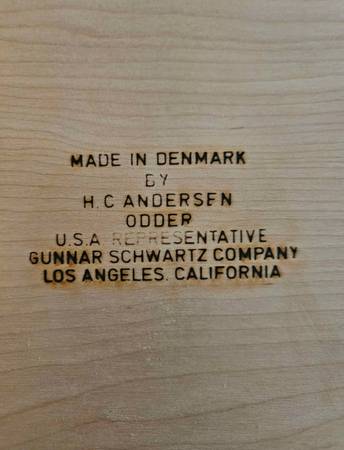 MADE IN DENMARK
BY
H.C ANDERSEN
ODDER
U.S.A REPRESENTATIVE
GUNNAR SCHWARTZ COMPANY
LOS ANGELES. CALIFORNIA